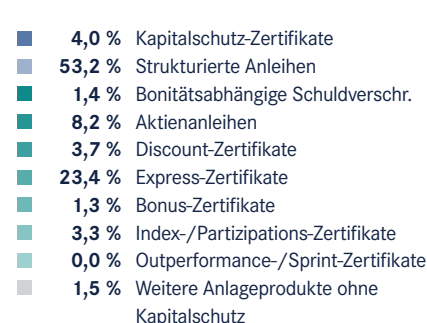 4,0 % Kapitalschutz-Zertifikate
53,2 % Strukturierte Anleihen
1,4 % Bonitätsabhängige Schuldverschr.
8,2 % Aktienanleihen
3,7 % Discount-Zertifikate
23,4 % Express-Zertifikate
1,3 % Bonus-Zertifikate
3,3 % Index-/Partizipations-Zertifikate
0,0 % Outperformance-/Sprint-Zertifikate
1,5 % Weitere Anlageprodukte ohne
Kapitalschutz